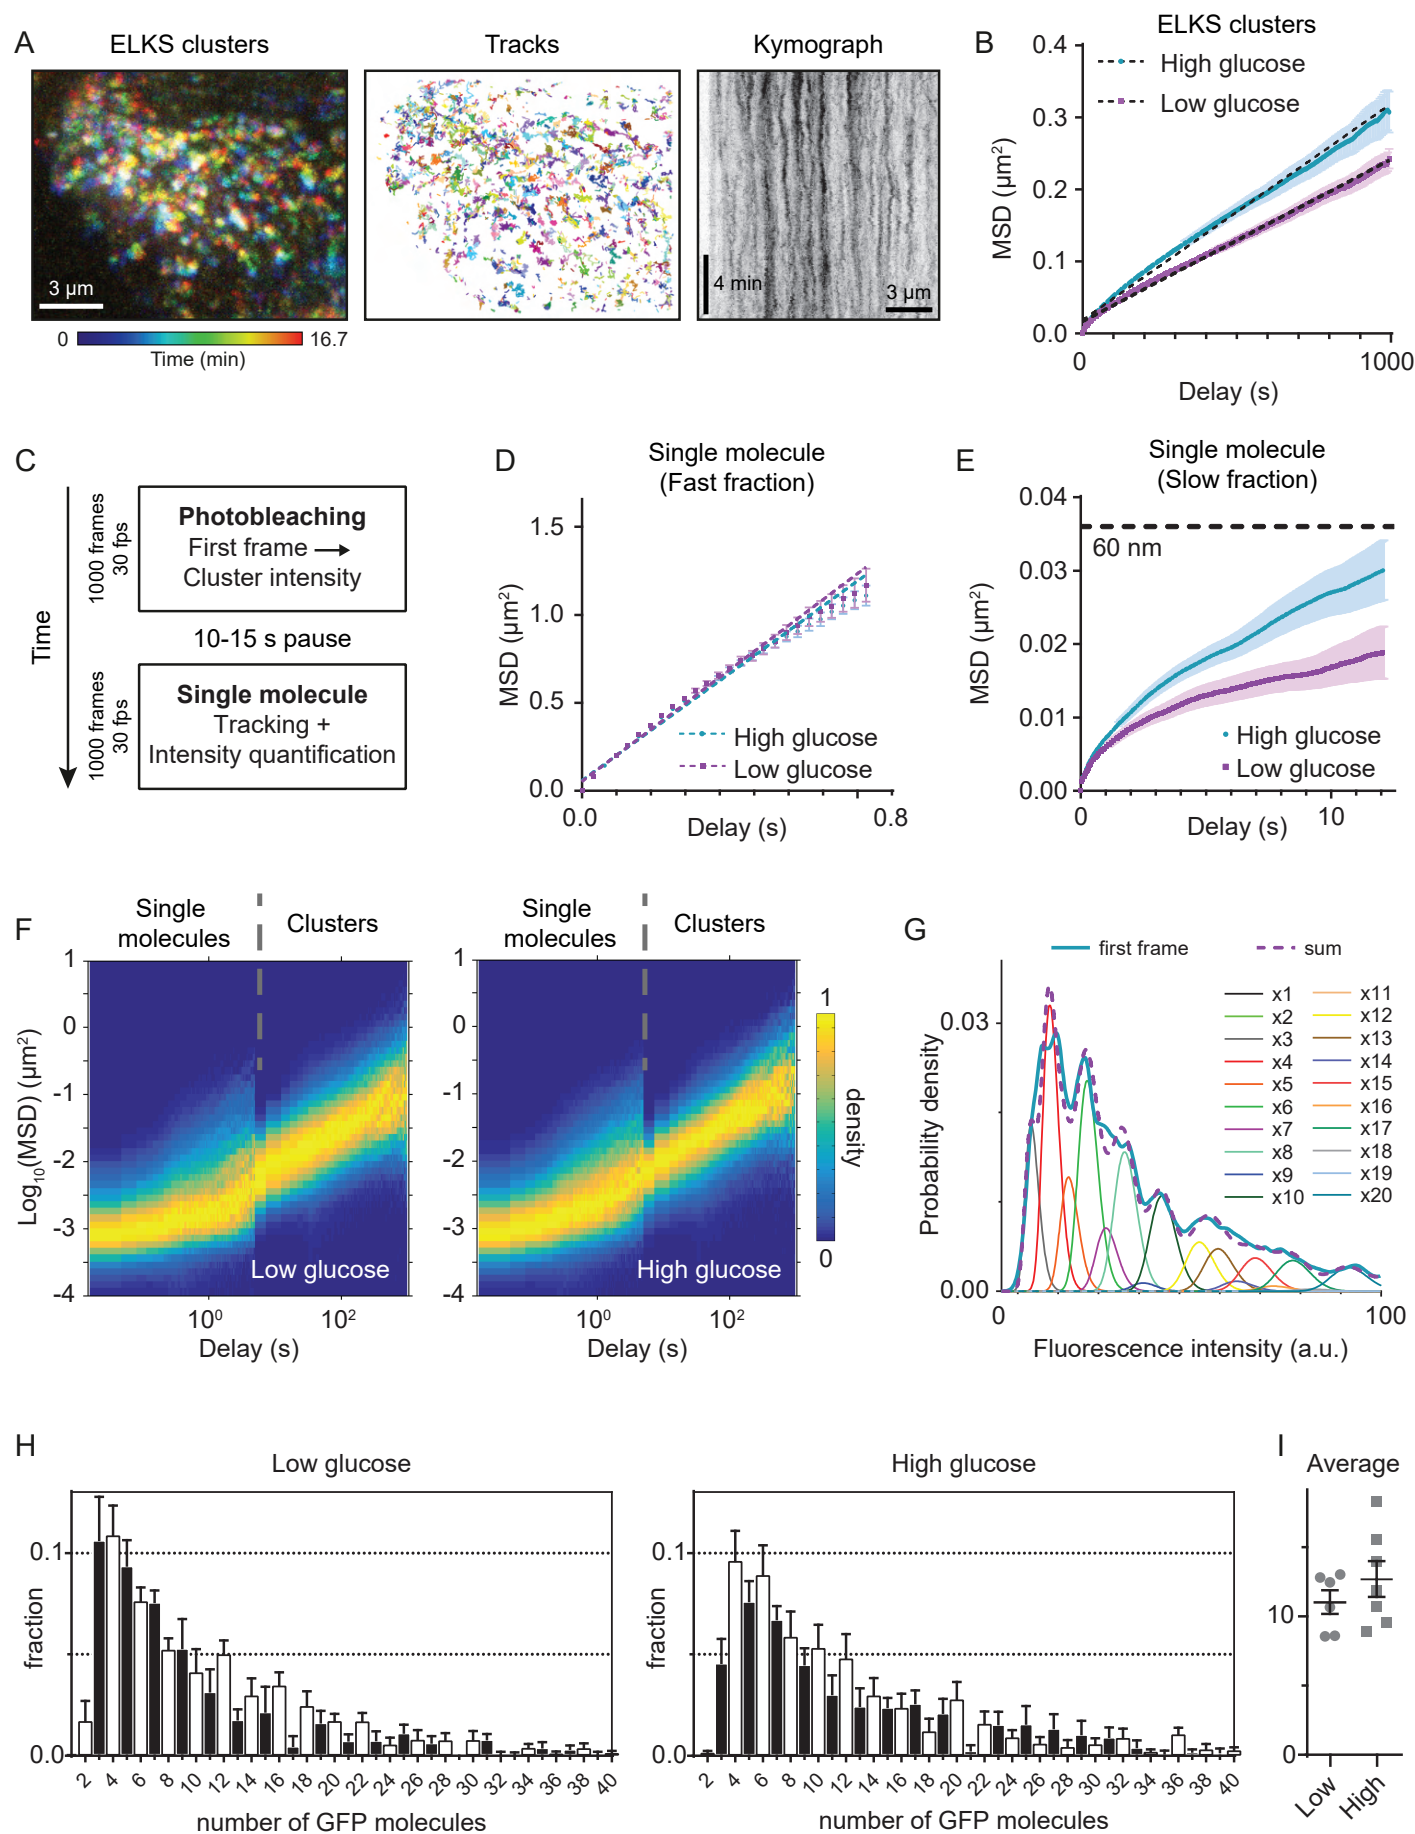 A
ELKS clusters
Tracks
Kymograph
3 µm
4 min
3 µm
0
16.7
Time (min)
B
ELKS clusters
High glucose
Low glucose
0.4
0.3
0.2
0.1
0.0
MSD (µm²)
0
1000
Delay (s)
C
Time
1000 frames
30 fps
Photobleaching
First frame →
Cluster intensity
10-15 s pause
1000 frames
30 fps
Single molecule
Tracking +
Intensity quantification
D
Single molecule
(Fast fraction)
1.5
1.0
0.5
0.0
MSD (µm²)
High glucose
Low glucose
0.0
0.8
Delay (s)
E
Single molecule
(Slow fraction)
0.04
0.03
0.02
0.01
0.00
MSD (µm²)
60 nm
High glucose
Low glucose
0
10
Delay (s)
F
Single
molecules
Clusters
1
0
-1
-2
-3
-4
Log₁₀(MSD) (µm²)
Low glucose
10⁰
10²
Delay (s)
Single
molecules
Clusters
1
0
-1
-2
-3
-4
High glucose
10⁰
10²
Delay (s)
1
density
0
G
first frame
sum
0.03
0.00
Probability density
x1
x2
x3
x4
x5
x6
x7
x8
x9
x10
x11
x12
x13
x14
x15
x16
x17
x18
x19
x20
0
100
Fluorescence intensity (a.u.)
H
Low glucose
0.1
0.0
fraction
2 4 6 8 10 12 14 16 18 20 22 24 26 28 30 32 34 36 38 40
number of GFP molecules
High glucose
0.1
0.0
fraction
2 4 6 8 10 12 14 16 18 20 22 24 26 28 30 32 34 36 38 40
number of GFP molecules
I
Average
10
0
Low
High